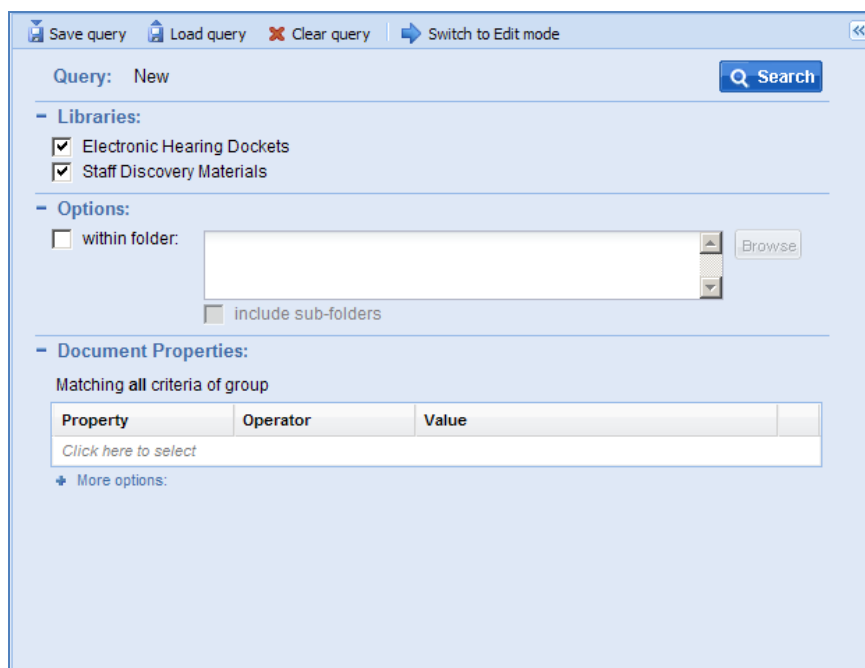 Save query Load query Clear query Switch to Edit mode
Query: New Search
Libraries:
Electronic Hearing Dockets
Staff Discovery Materials
Options:
within folder: Browse
include sub-folders
Document Properties:
Matching all criteria of group
Property Operator Value
Click here to select
More options: